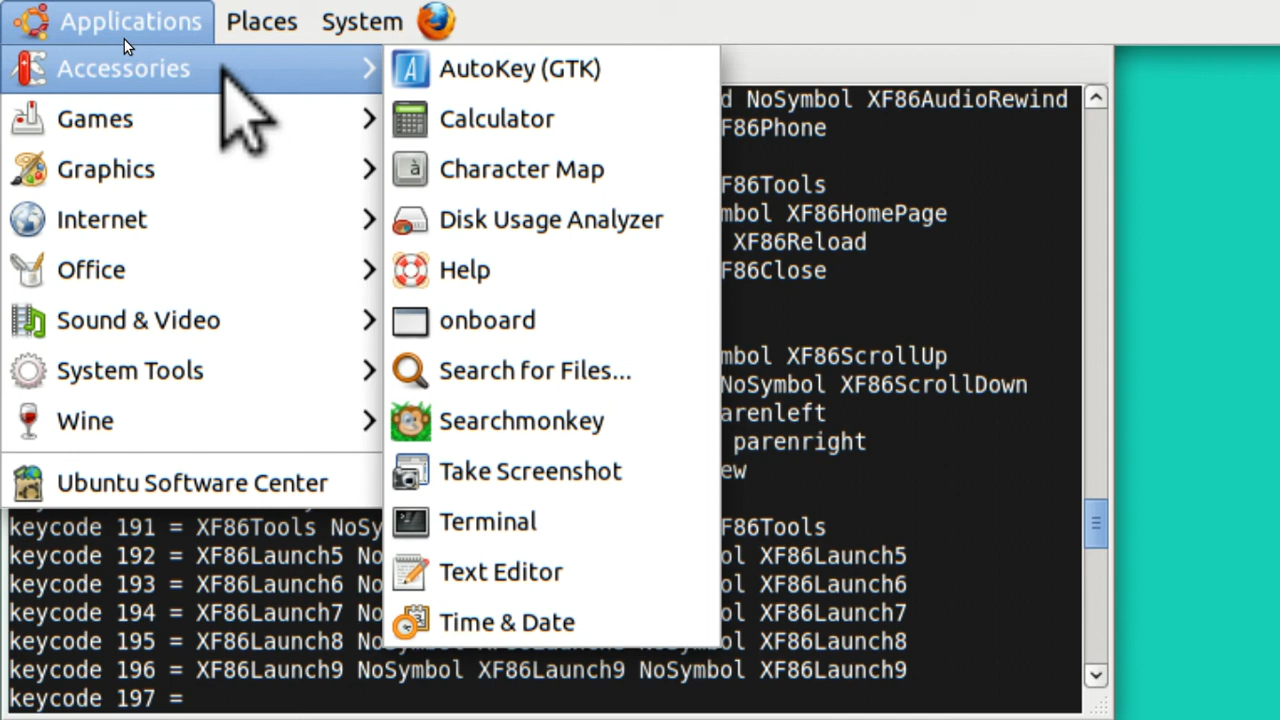 Applications Places System
Accessories
Games
Graphics
Internet
Office
Sound & Video
System Tools
Wine
Ubuntu Software Center
AutoKey (GTK)
Calculator
Character Map
Disk Usage Analyzer
Help
onboard
Search for Files...
Searchmonkey
Take Screenshot
Terminal
Text Editor
Time & Date
d NoSymbol XF86AudioRewind
F86Phone
F86Tools
mbol XF86HomePage
XF86Reload
F86Close
mbol XF86ScrollUp
NoSymbol XF86ScrollDown
arenleft
parenright
ew
keycode 191 = XF86Tools NoSy F86Tools
keycode 192 = XF86Launch5 No ol XF86Launch5
keycode 193 = XF86Launch6 No ol XF86Launch6
keycode 194 = XF86Launch7 No ol XF86Launch7
keycode 195 = XF86Launch8 No ol XF86Launch8
keycode 196 = XF86Launch9 NoSymbol XF86Launch9 NoSymbol XF86Launch9
keycode 197 =